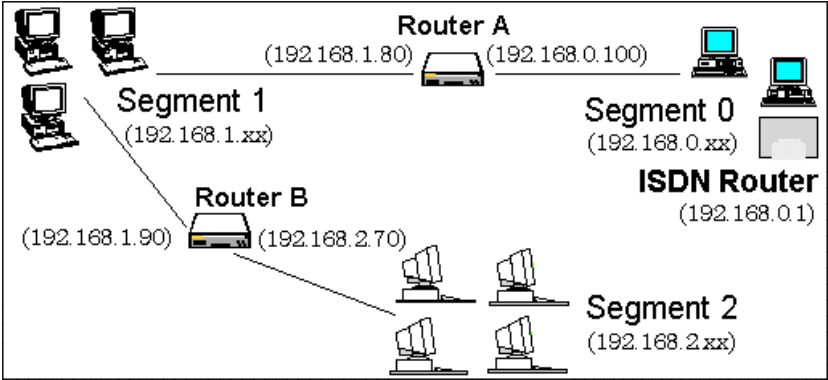 Router A
(192.168.1.80)
(192.168.0.100)
Segment 1
(192.168.1.xx)
Segment 0
(192.168.0.xx)
ISDN Router
(192.168.0.1)
Router B
(192.168.1.90)
(192.168.2.70)
Segment 2
(192.168.2.xx)